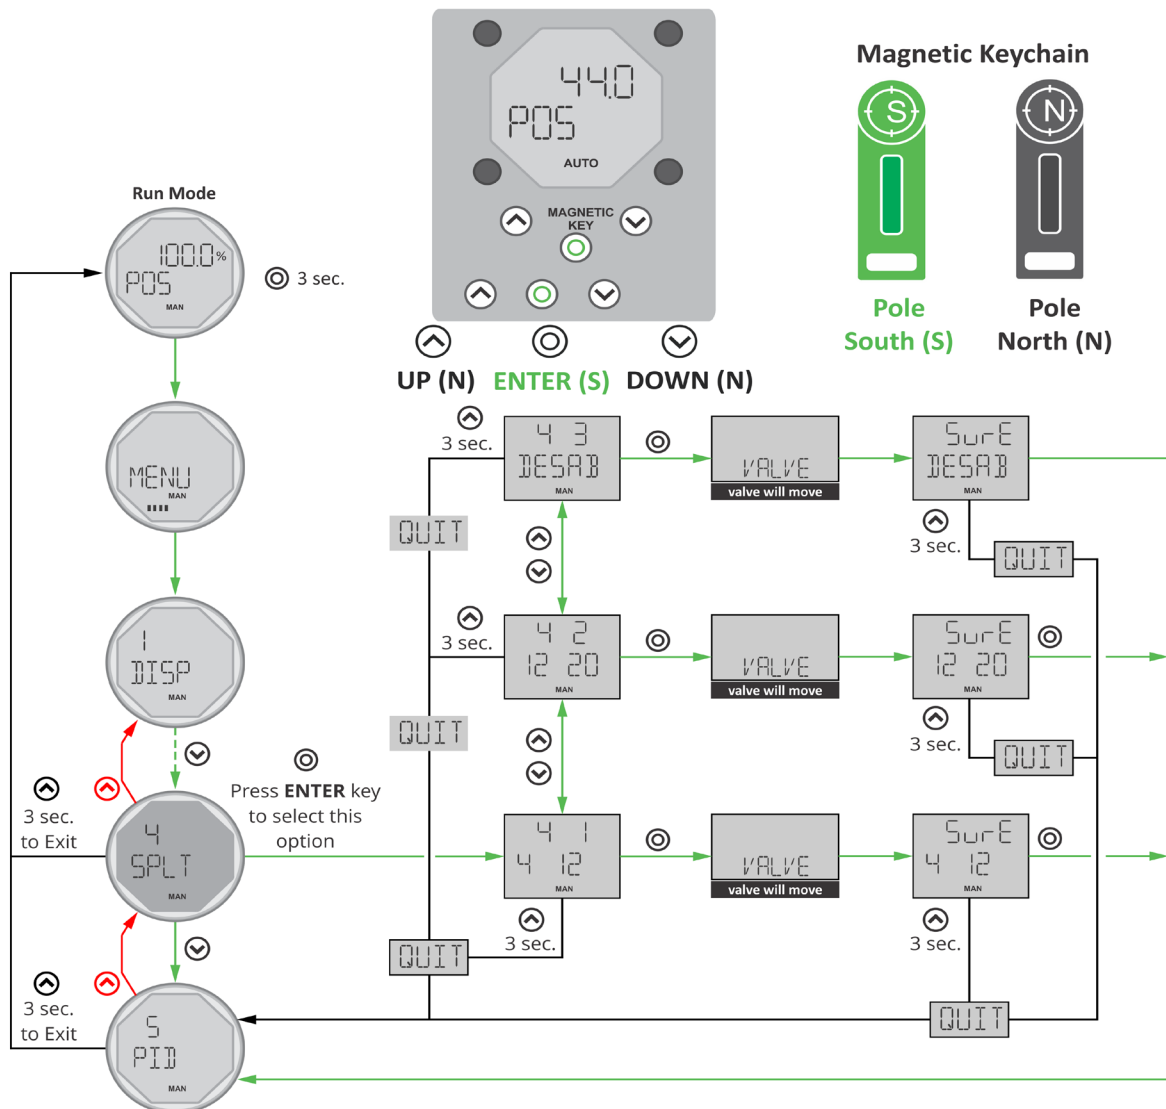 44.0
POS
AUTO
MAGNETIC
KEY
UP (N)
ENTER (S)
DOWN (N)
Magnetic Keychain
S
N
Pole
South (S)
Pole
North (N)
Run Mode
100.0%
POS
MAN
3 sec.
MENU
MAN
1
DISP
MAN
3 sec.
to Exit
4
SPLT
MAN
Press ENTER key
to select this
option
3 sec.
to Exit
5
PID
MAN
3 sec.
4 3
DESAB
MAN
VALVE
valve will move
SurE
DESAB
MAN
QUIT
3 sec.
QUIT
3 sec.
4 2
12 20
MAN
VALVE
valve will move
SurE
12 20
MAN
QUIT
3 sec.
QUIT
4 1
4 12
MAN
VALVE
valve will move
SurE
4 12
MAN
3 sec.
QUIT
3 sec.
QUIT